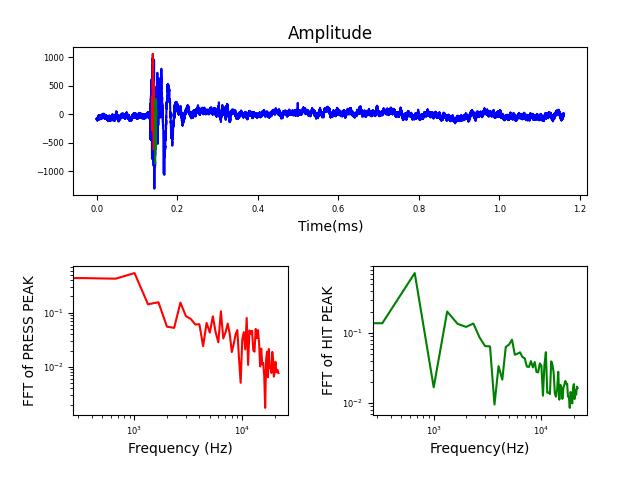 Amplitude
1000
500
0
−500
−1000
0.0 0.2 0.4 0.6 0.8 1.0 1.2
Time(ms)
FFT of PRESS PEAK
10⁻¹
10⁻²
10³ 10⁴
Frequency (Hz)
FFT of HIT PEAK
10⁻¹
10⁻²
10³ 10⁴
Frequency(Hz)